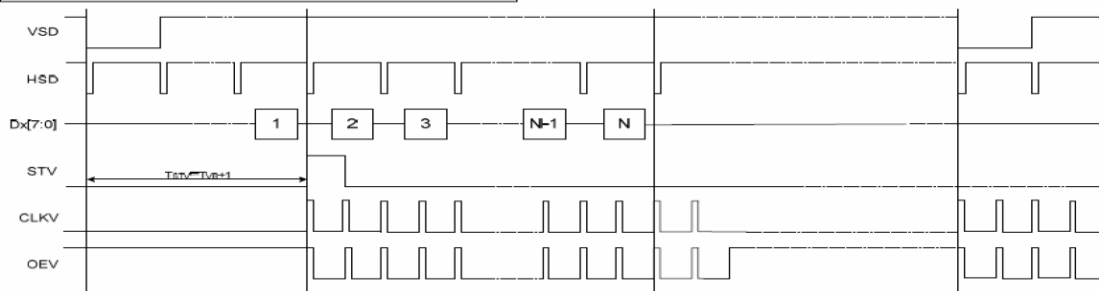 VSD
HSD
Dx[7:0] 1 2 3 N-1 N
STV
TSTV=TVB+1
CLKV
OEV